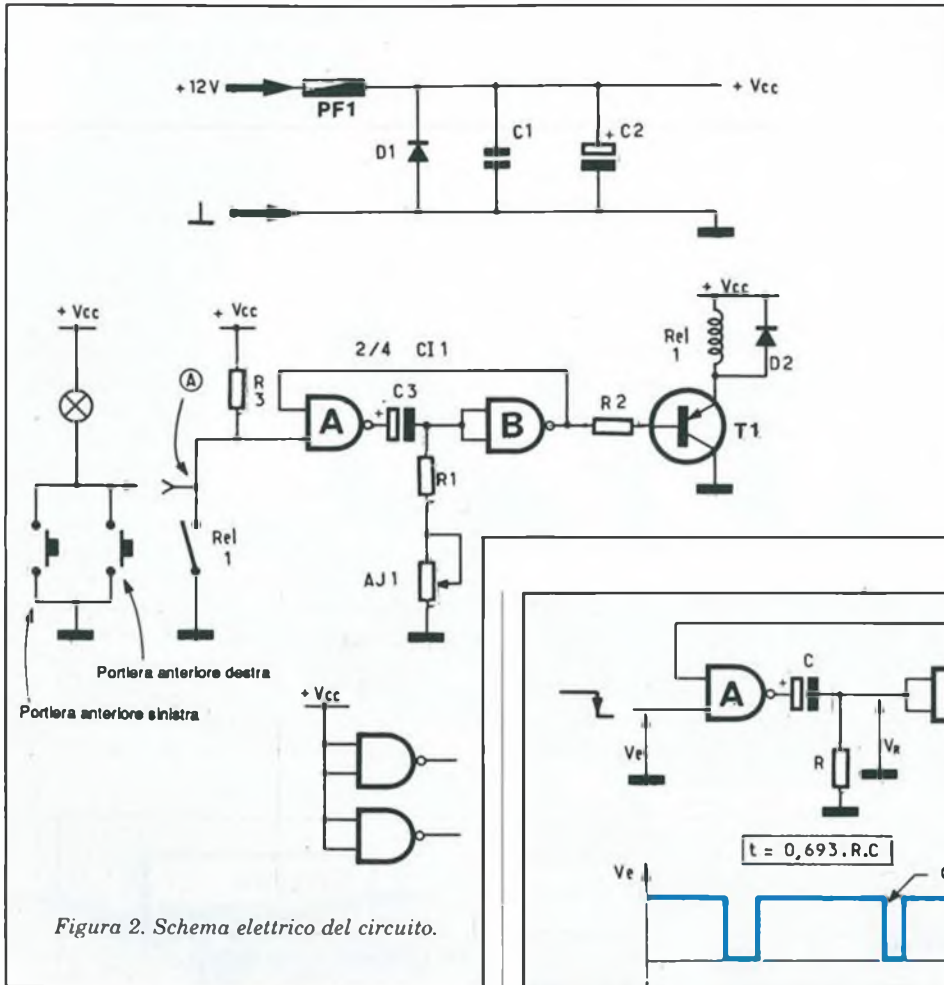 + 12V
PF1
+ Vcc
D1
C1
+ C2
+ Vcc
+ Vcc
+ Vcc
A
R3
2/4 CI 1
Rel 1
D2
A
+ C3
B
R2
T1
R1
Rel 1
AJ 1
Portiera anteriore destra
Portiera anteriore sinistra
+ Vcc
A
+ C
Ve
R
VR
t = 0,693.R.C
Ve
Figura 2. Schema elettrico del circuito.